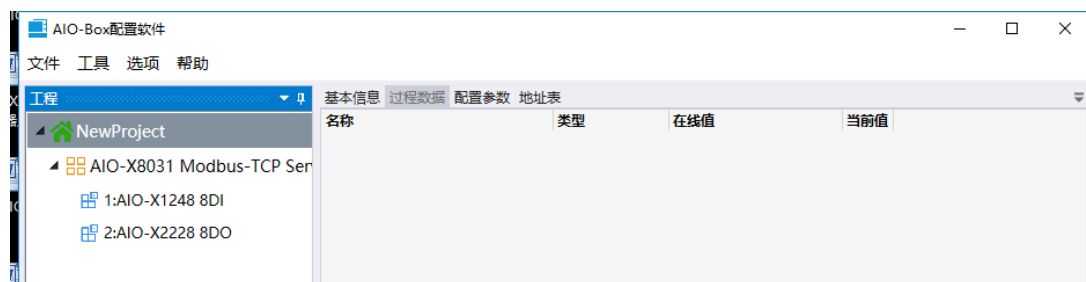 AIO-Box配置软件
文件 工具 选项 帮助
工程
基本信息 过程数据 配置参数 地址表
名称 类型 在线值 当前值
NewProject
AIO-X8031 Modbus-TCP Ser
1:AIO-X1248 8DI
2:AIO-X2228 8DO